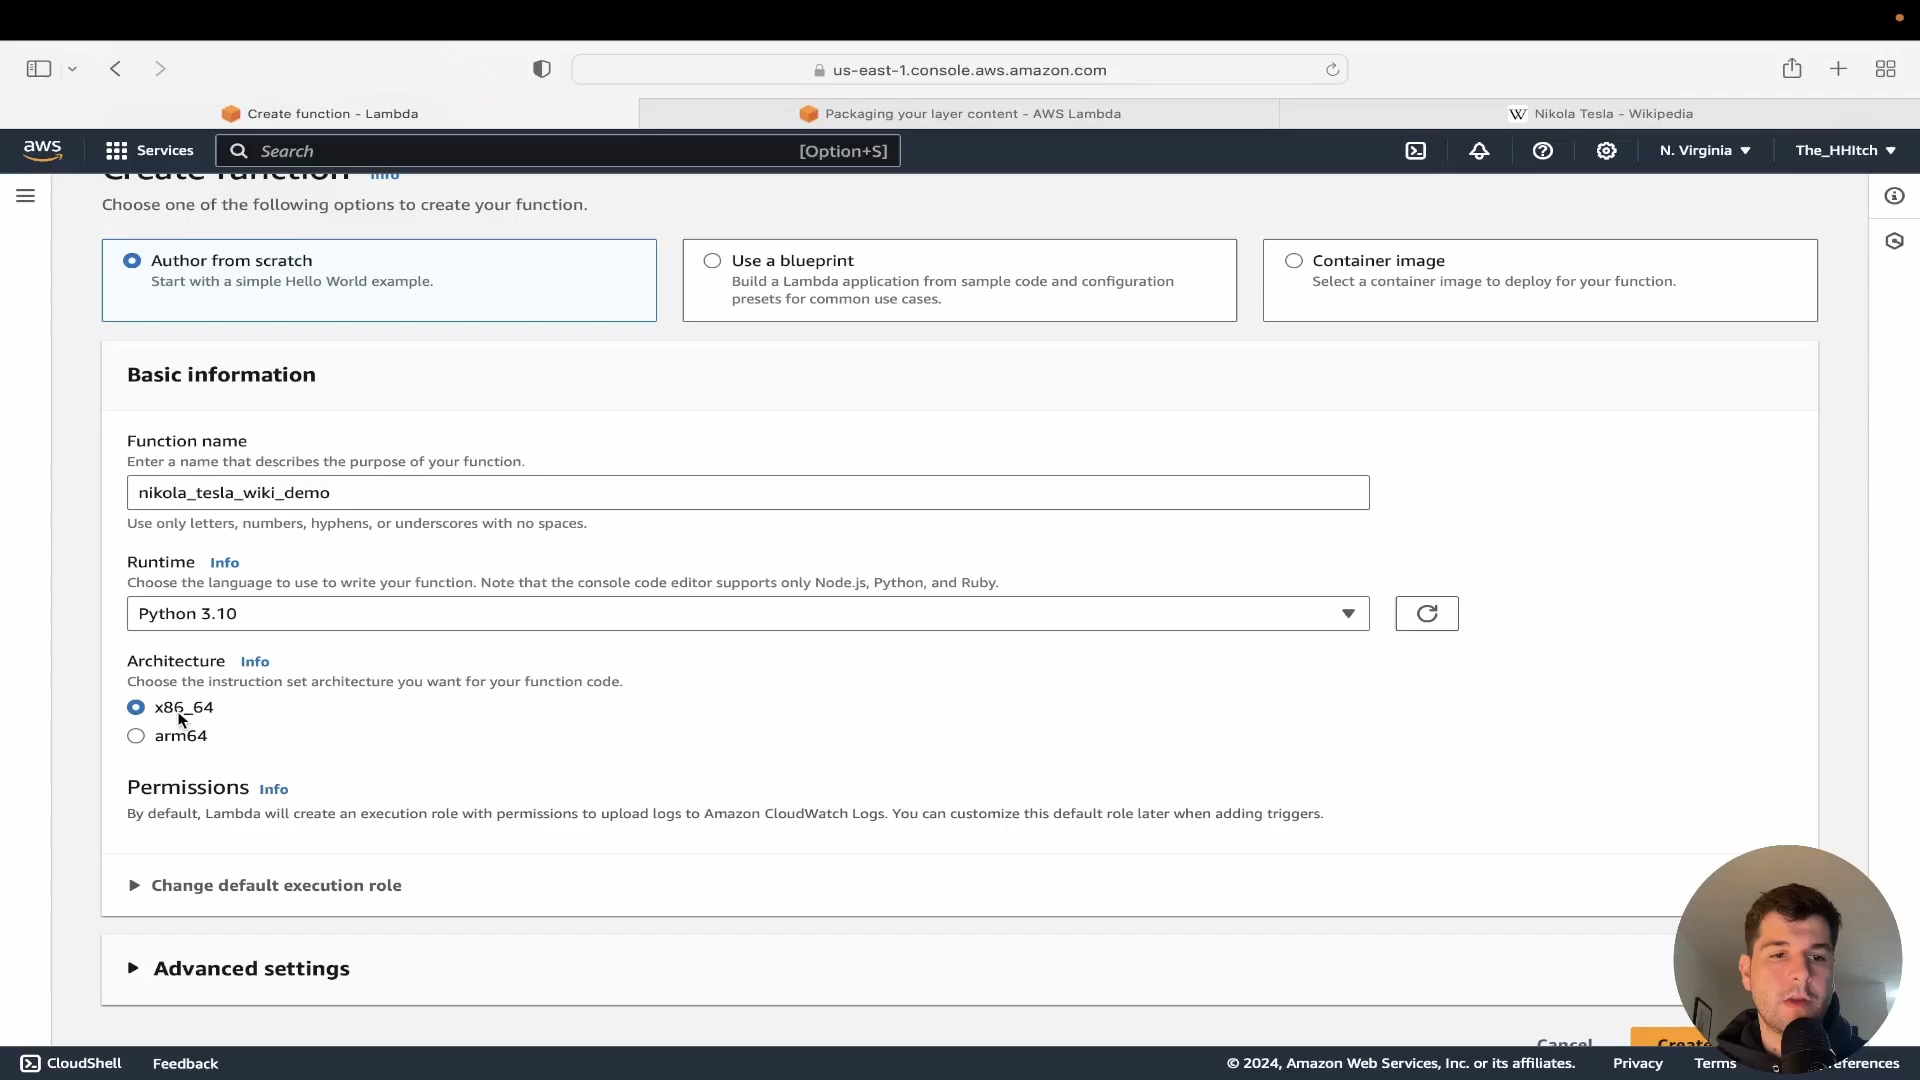 us-east-1.console.aws.amazon.com
Create function - Lambda
Packaging your layer content - AWS Lambda
W Nikola Tesla - Wikipedia
aws
Services
Search [Option+S]
N. Virginia
The_HHItch
Create function Info
Choose one of the following options to create your function.
Author from scratch
Start with a simple Hello World example.
Use a blueprint
Build a Lambda application from sample code and configuration
presets for common use cases.
Container image
Select a container image to deploy for your function.
Basic information
Function name
Enter a name that describes the purpose of your function.
nikola_tesla_wiki_demo
Use only letters, numbers, hyphens, or underscores with no spaces.
Runtime Info
Choose the language to use to write your function. Note that the console code editor supports only Node.js, Python, and Ruby.
Python 3.10
Architecture Info
Choose the instruction set architecture you want for your function code.
x86_64
arm64
Permissions Info
By default, Lambda will create an execution role with permissions to upload logs to Amazon CloudWatch Logs. You can customize this default role later when adding triggers.
Change default execution role
Advanced settings
Cancel
Create
CloudShell
Feedback
© 2024, Amazon Web Services, Inc. or its affiliates.
Privacy
Terms